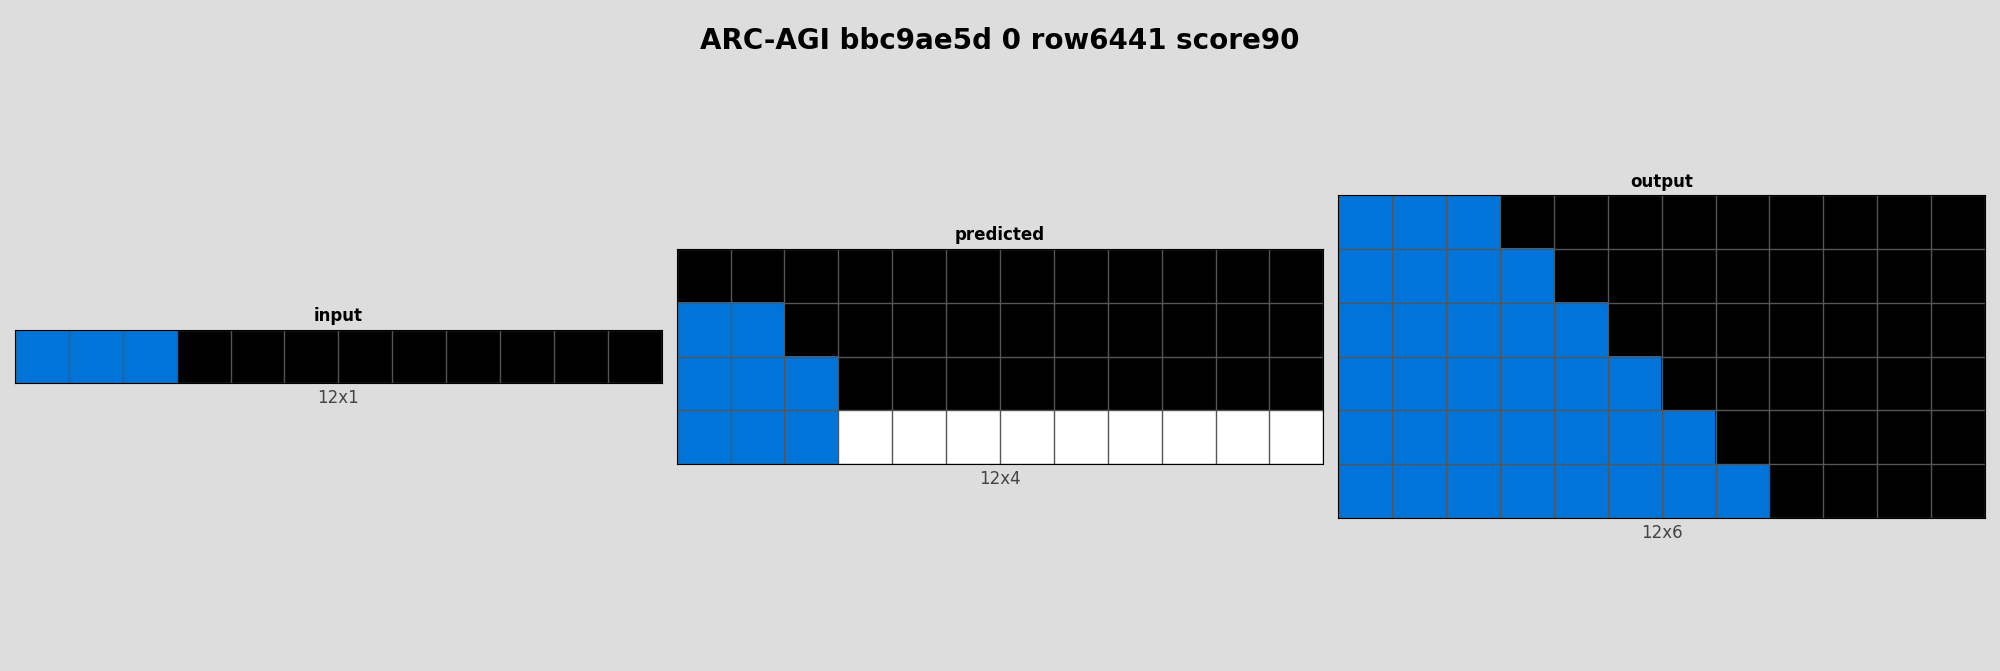 ARC-AGI bbc9ae5d 0 row6441 score90
input
12x1
predicted
12x4
output
12x6